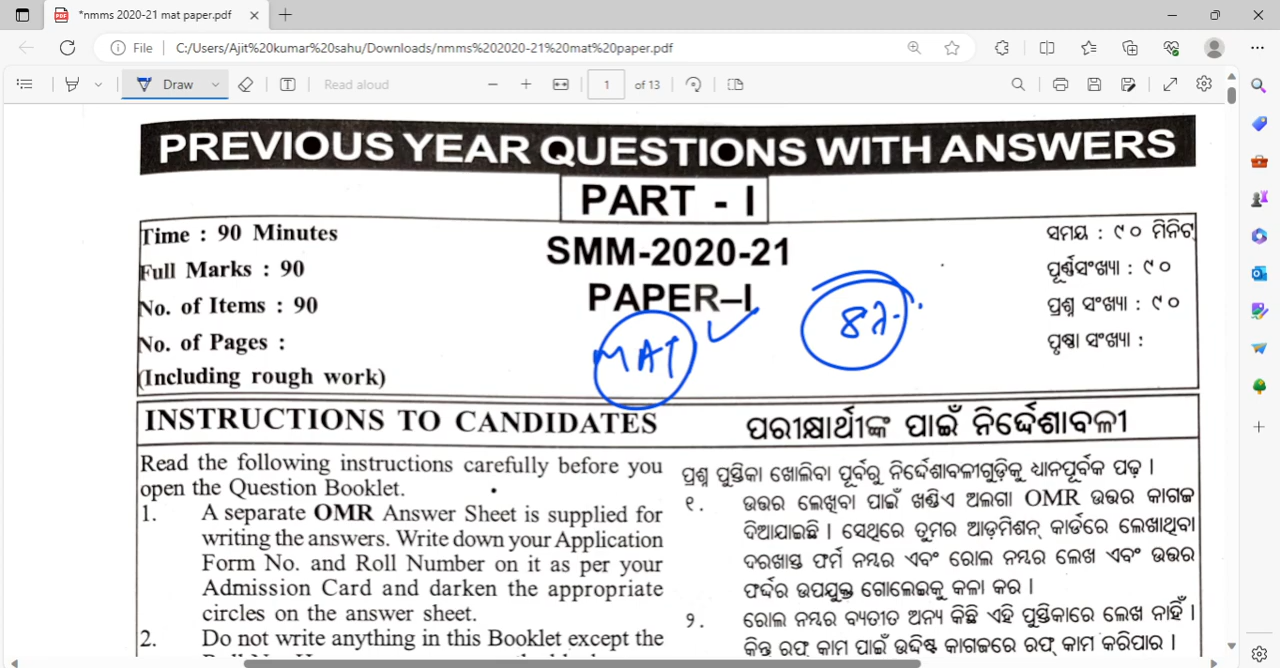 *nmms 2020-21 mat paper.pdf
File
C:/Users/Ajit%20kumar%20sahu/Downloads/nmms%202020-21%20mat%20paper.pdf
Draw
Read aloud
1 of 13
PREVIOUS YEAR QUESTIONS WITH ANSWERS
PART - I
Time : 90 Minutes
Full Marks : 90
No. of Items : 90
No. of Pages :
(Including rough work)
SMM-2020-21
PAPER–I
MAT
ସମୟ : ୯୦ ମିନିଟ୍
ପୂର୍ଣ୍ଣସଂଖ୍ୟା : ୯୦
ପ୍ରଶ୍ନ ସଂଖ୍ୟା : ୯୦
ପୃଷ୍ଠା ସଂଖ୍ୟା :
INSTRUCTIONS TO CANDIDATES
Read the following instructions carefully before you
open the Question Booklet.
1. A separate OMR Answer Sheet is supplied for
writing the answers. Write down your Application
Form No. and Roll Number on it as per your
Admission Card and darken the appropriate
circles on the answer sheet.
2. Do not write anything in this Booklet except the
ପରୀକ୍ଷାର୍ଥୀଙ୍କ ପାଇଁ ନିର୍ଦ୍ଦେଶାବଳୀ
ପ୍ରଶ୍ନ ପୁସ୍ତିକା ଖୋଲିବା ପୂର୍ବରୁ ନିର୍ଦ୍ଦେଶାବଳୀଗୁଡ଼ିକୁ ଧ୍ୟାନପୂର୍ବକ ପଢ଼ ।
୧. ଉତ୍ତର ଲେଖିବା ପାଇଁ ଖଣ୍ଡିଏ ଅଲଗା OMR ଉତ୍ତର କାଗଜ
ଦିଆଯାଇଛି । ସେଥିରେ ତୁମର ଆଡ଼ମିଶନ୍ କାର୍ଡରେ ଲେଖାଥିବା
ଦରଖାସ୍ତ ଫର୍ମ ନମ୍ବର ଏବଂ ରୋଲ ନମ୍ବର ଲେଖ ଏବଂ ଉତ୍ତର
ଫର୍ଦ୍ଦର ଉପଯୁକ୍ତ ଗୋଲେଇକୁ କଳା କର ।
୨. ରୋଲ ନମ୍ବର ବ୍ୟତୀତ ଅନ୍ୟ କିଛି ଏହି ପୁସ୍ତିକାରେ ଲେଖ ନାହିଁ ।
କିନ୍ତୁ ରଫ୍ କାମ ପାଇଁ ଉଦ୍ଦିଷ୍ଟ କାଗଜରେ ରଫ୍ କାମ କରିପାର ।